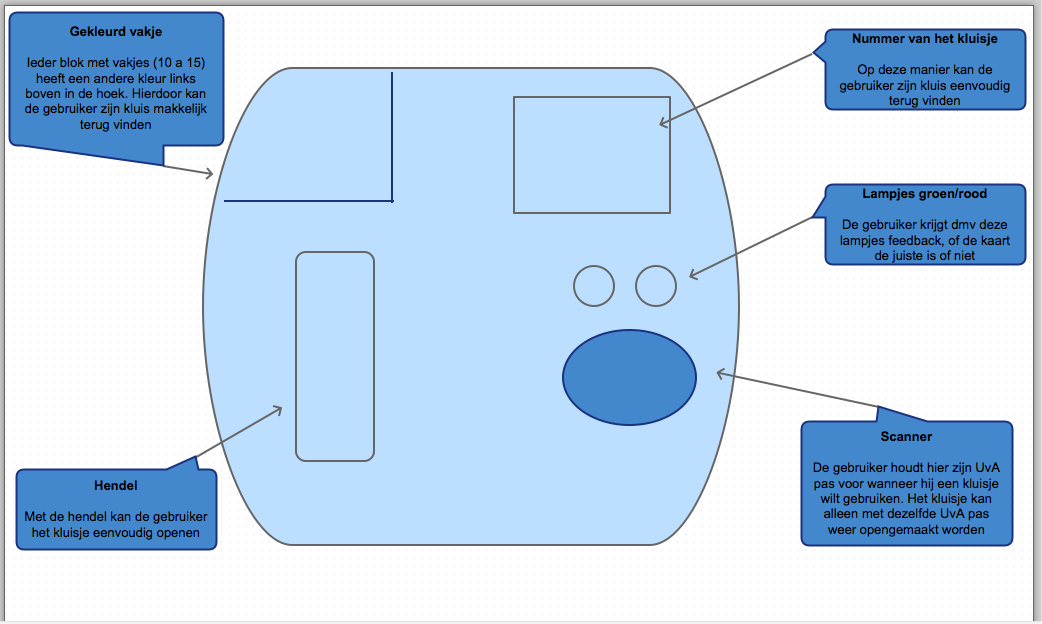 Gekleurd vakje
Ieder blok met vakjes (10 a 15)
heeft een andere kleur links
boven in de hoek. Hierdoor kan
de gebruiker zijn kluis makkelijk
terug vinden
Nummer van het kluisje
Op deze manier kan de
gebruiker zijn kluis eenvoudig
terug vinden
Lampjes groen/rood
De gebruiker krijgt dmv deze
lampjes feedback, of de kaart
de juiste is of niet
Scanner
De gebruiker houdt hier zijn UvA
pas voor wanneer hij een kluisje
wilt gebruiken. Het kluisje kan
alleen met dezelfde UvA pas
weer opengemaakt worden
Hendel
Met de hendel kan de gebruiker
het kluisje eenvoudig openen